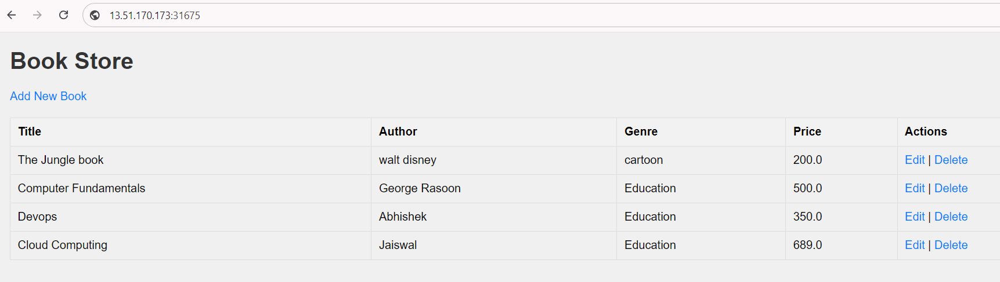 13.51.170.173:31675
Book Store
Add New Book
Title Author Genre Price Actions
The Jungle book walt disney cartoon 200.0 Edit | Delete
Computer Fundamentals George Rasoon Education 500.0 Edit | Delete
Devops Abhishek Education 350.0 Edit | Delete
Cloud Computing Jaiswal Education 689.0 Edit | Delete